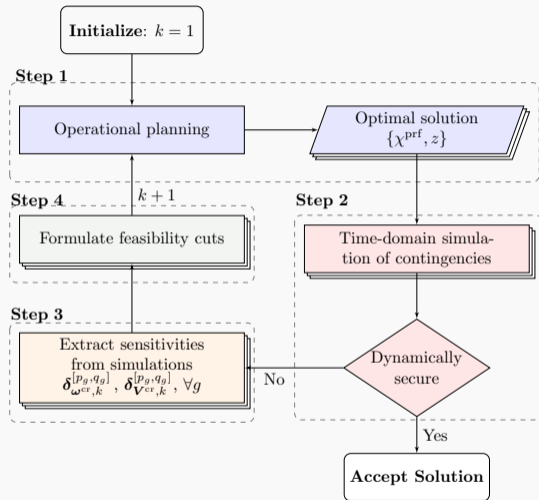 Initialize: k = 1
Step 1
Operational planning
Optimal solution
{χ^prf, z}
k + 1
Step 4
Step 2
Formulate feasibility cuts
Time-domain simula-
tion of contingencies
Step 3
Extract sensitivities
from simulations
δ^[p_g,q_g]_ω^cr,k , δ^[p_g,q_g]_V^cr,k , ∀g
Dynamically
secure
No
Yes
Accept Solution